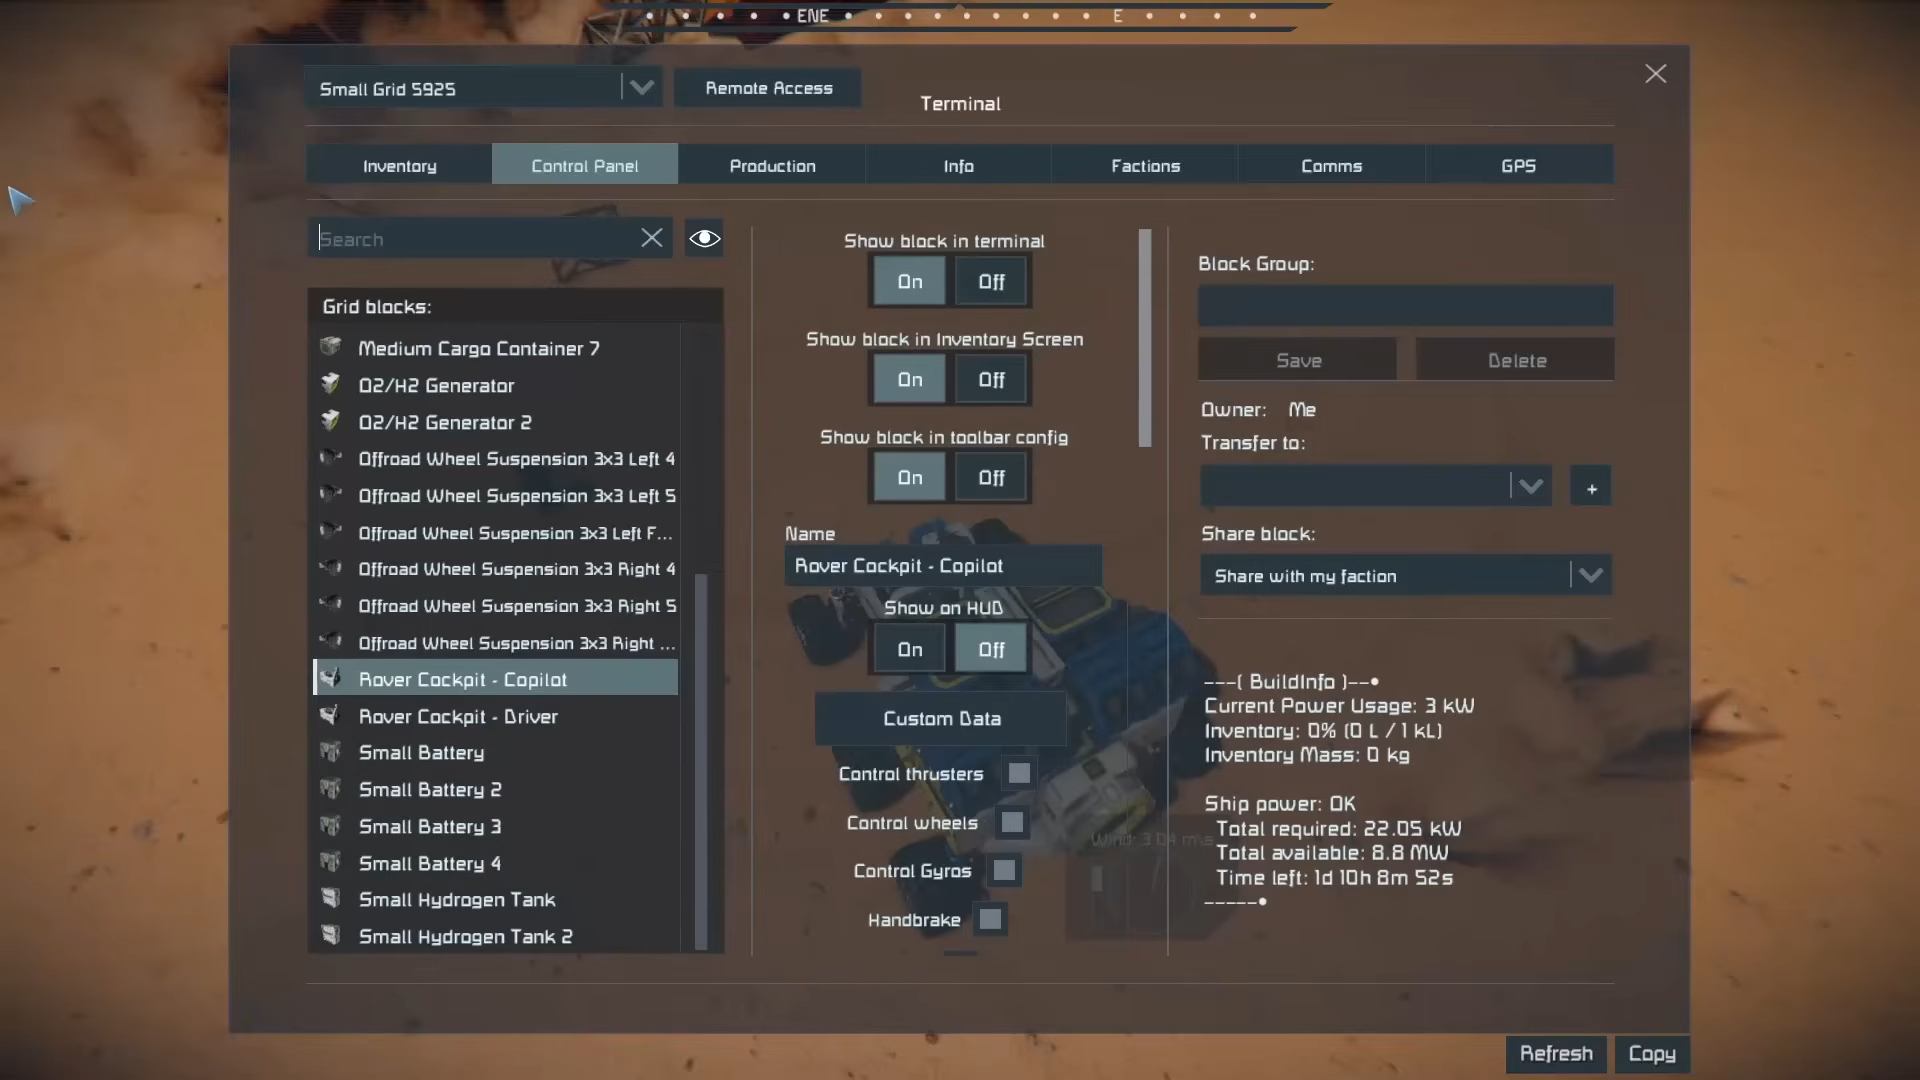 ENE
E
Small Grid 5925
Remote Access
Terminal
Inventory
Control Panel
Production
Info
Factions
Comms
GPS
Search
Grid blocks:
Medium Cargo Container 7
O2/H2 Generator
O2/H2 Generator 2
Offroad Wheel Suspension 3x3 Left 4
Offroad Wheel Suspension 3x3 Left 5
Offroad Wheel Suspension 3x3 Left F...
Offroad Wheel Suspension 3x3 Right 4
Offroad Wheel Suspension 3x3 Right 5
Offroad Wheel Suspension 3x3 Right ...
Rover Cockpit - Copilot
Rover Cockpit - Driver
Small Battery
Small Battery 2
Small Battery 3
Small Battery 4
Small Hydrogen Tank
Small Hydrogen Tank 2
Show block in terminal
On Off
Show block in Inventory Screen
On Off
Show block in toolbar config
On Off
Name
Rover Cockpit - Copilot
Show on HUD
On Off
Custom Data
Control thrusters
Control wheels
Control Gyros
Handbrake
Wind: 3.04 m/s
Block Group:
Save
Delete
Owner: Me
Transfer to:
+
Share block:
Share with my faction
---( BuildInfo )--•
Current Power Usage: 3 kW
Inventory: 0% (0 L / 1 kL)
Inventory Mass: 0 kg
Ship power: OK
Total required: 22.05 kW
Total available: 8.8 MW
Time left: 1d 10h 8m 52s
-----•
Refresh
Copy